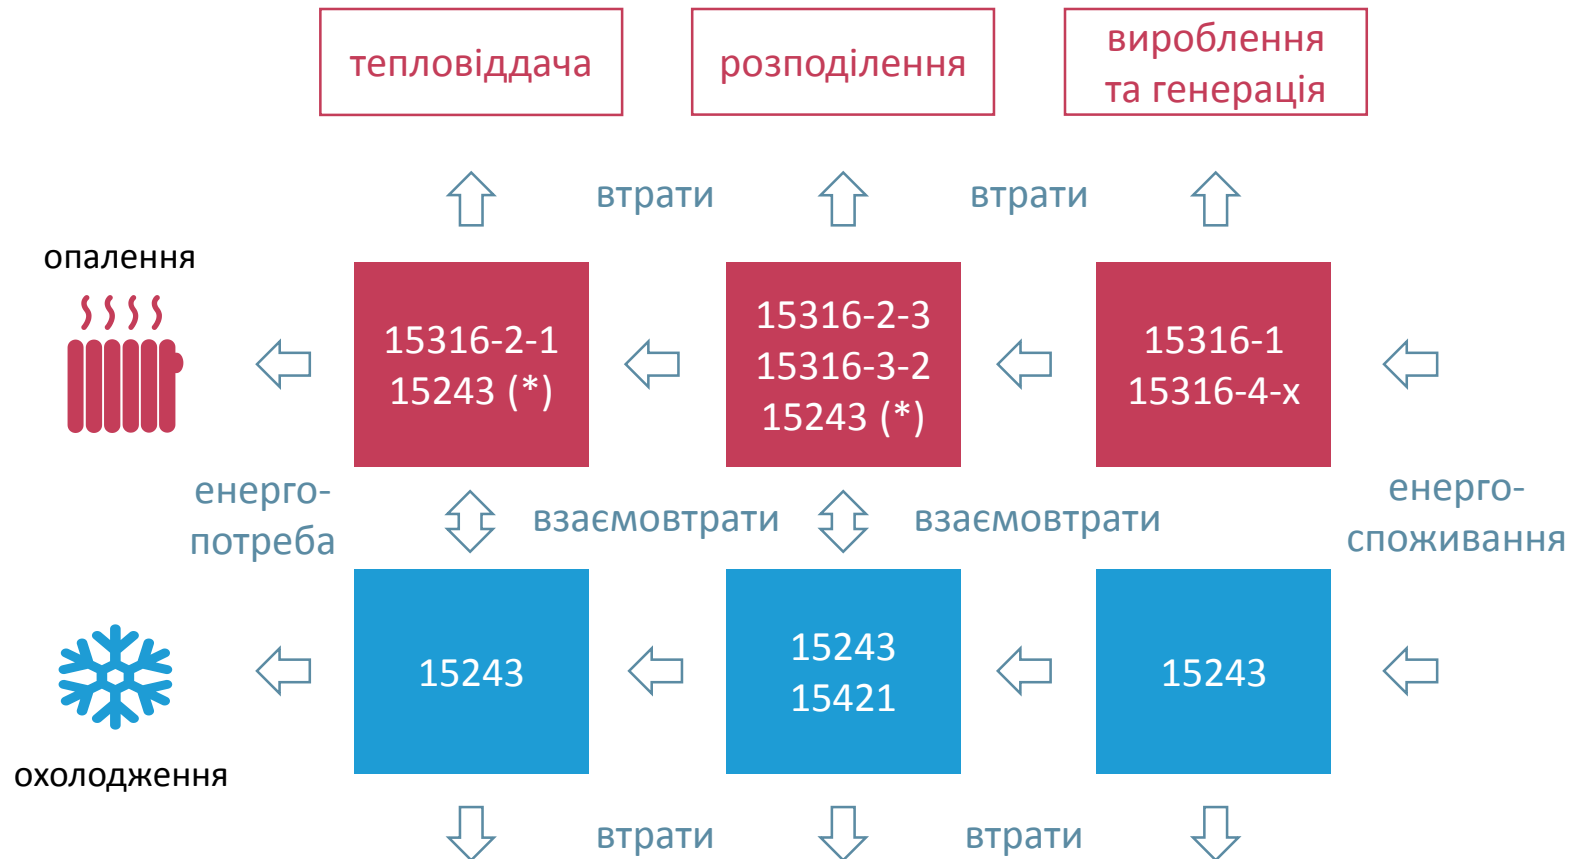 тепловіддача
розподілення
вироблення
та генерація
втрати
втрати
опалення
15316-2-1
15243 (*)
15316-2-3
15316-3-2
15243 (*)
15316-1
15316-4-x
енерго-
потреба
взаємовтрати
взаємовтрати
енерго-
споживання
15243
15243
15421
15243
охолодження
втрати
втрати